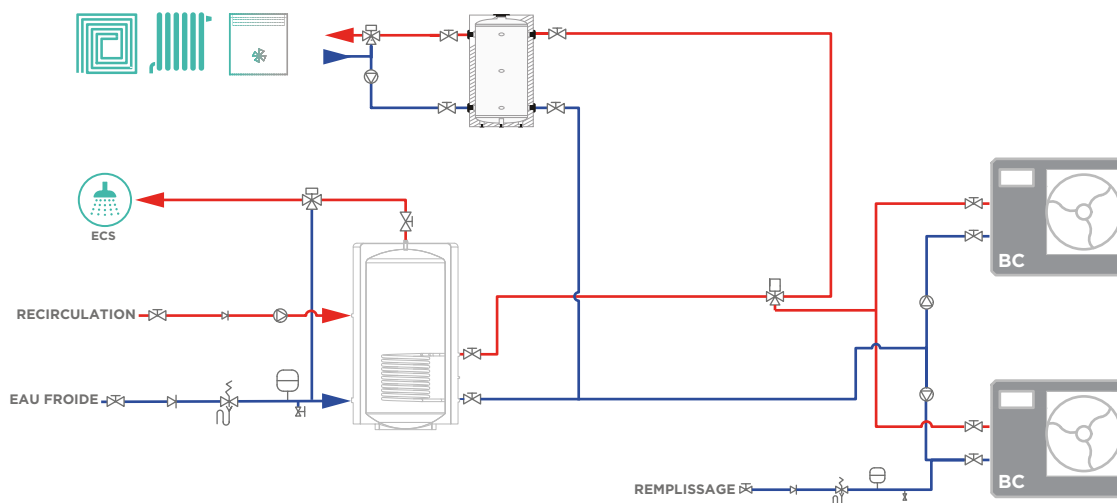 ECS
BC
RECIRCULATION
EAU FROIDE
BC
REMPLISSAGE